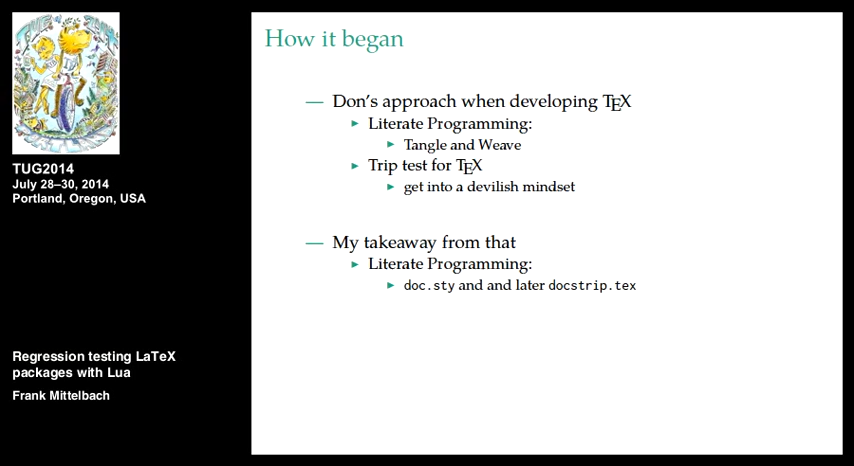 How it began
— Don's approach when developing TEX
▶ Literate Programming:
▶ Tangle and Weave
▶ Trip test for TEX
▶ get into a devilish mindset
— My takeaway from that
▶ Literate Programming:
▶ doc.sty and and later docstrip.tex
TUG2014
July 28–30, 2014
Portland, Oregon, USA
Regression testing LaTeX
packages with Lua
Frank Mittelbach